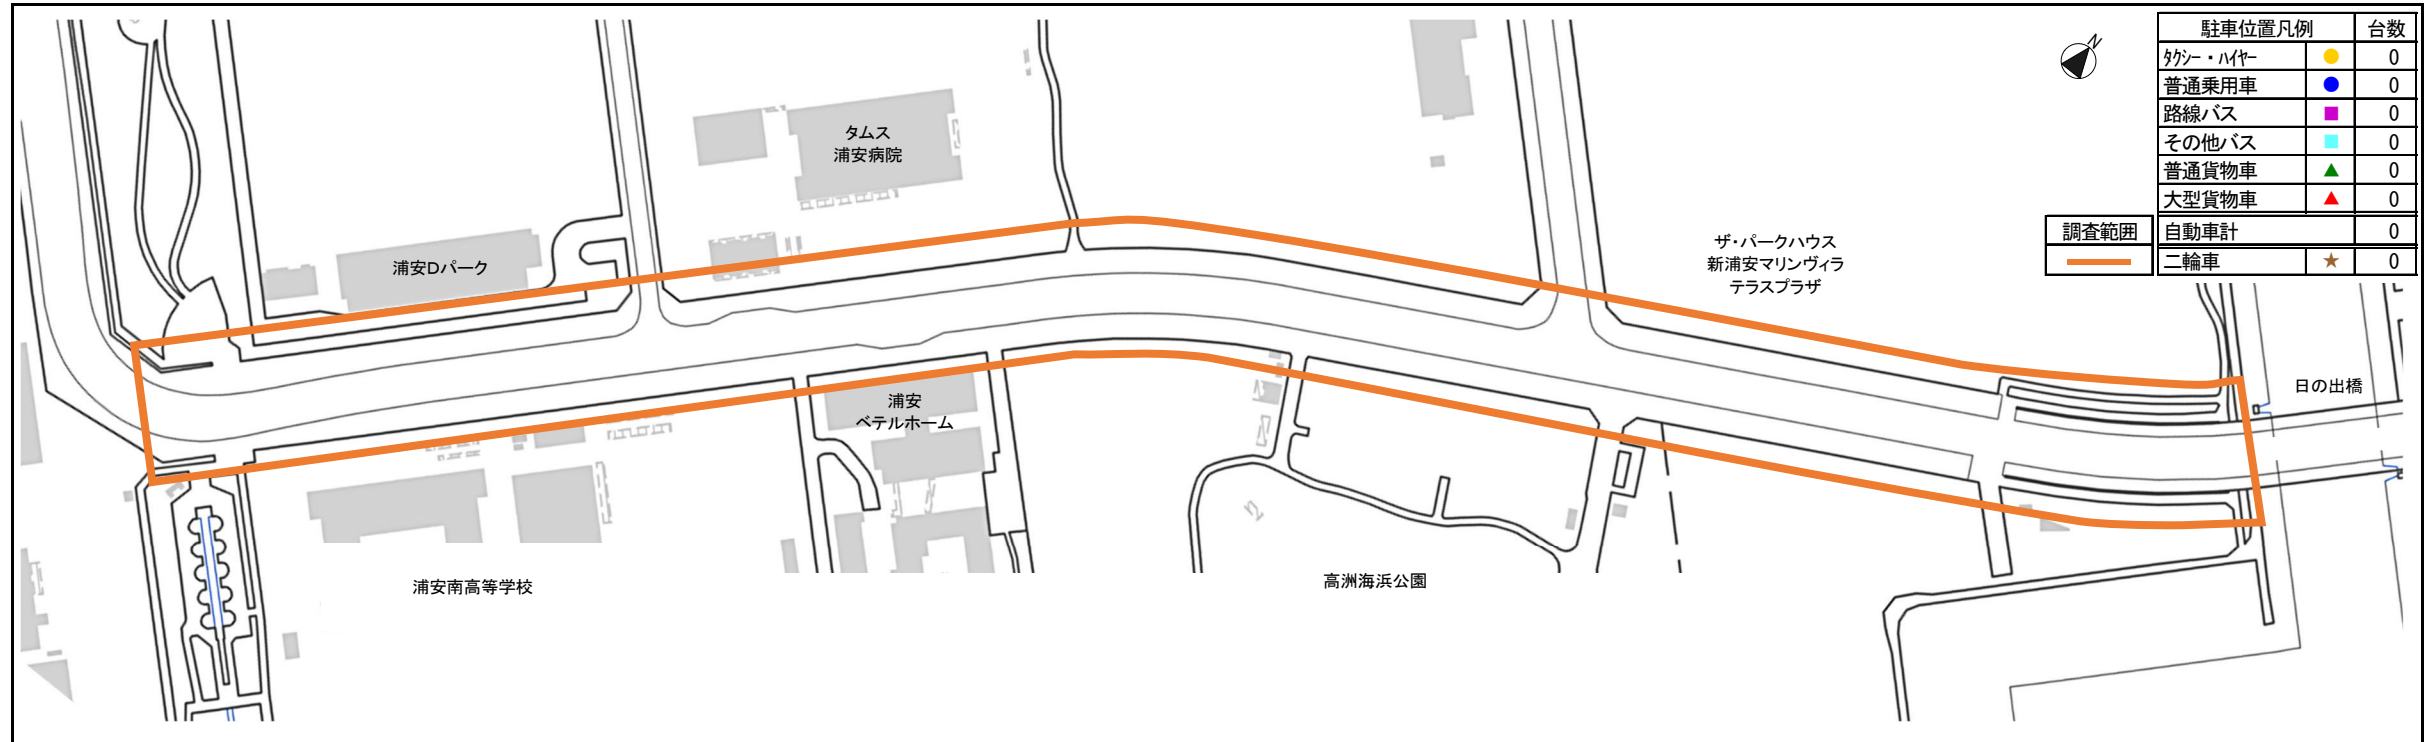 N
駐車位置凡例 台数
ﾀｸｼｰ・ﾊｲﾔｰ ● 0
普通乗用車 ● 0
路線バス ■ 0
その他バス ■ 0
普通貨物車 ▲ 0
大型貨物車 ▲ 0
調査範囲 自動車計 0
二輪車 ★ 0
タムス
浦安病院
浦安Dパーク
ザ・パークハウス
新浦安マリンヴィラ
テラスプラザ
日の出橋
浦安
ベテルホーム
浦安南高等学校
高洲海浜公園